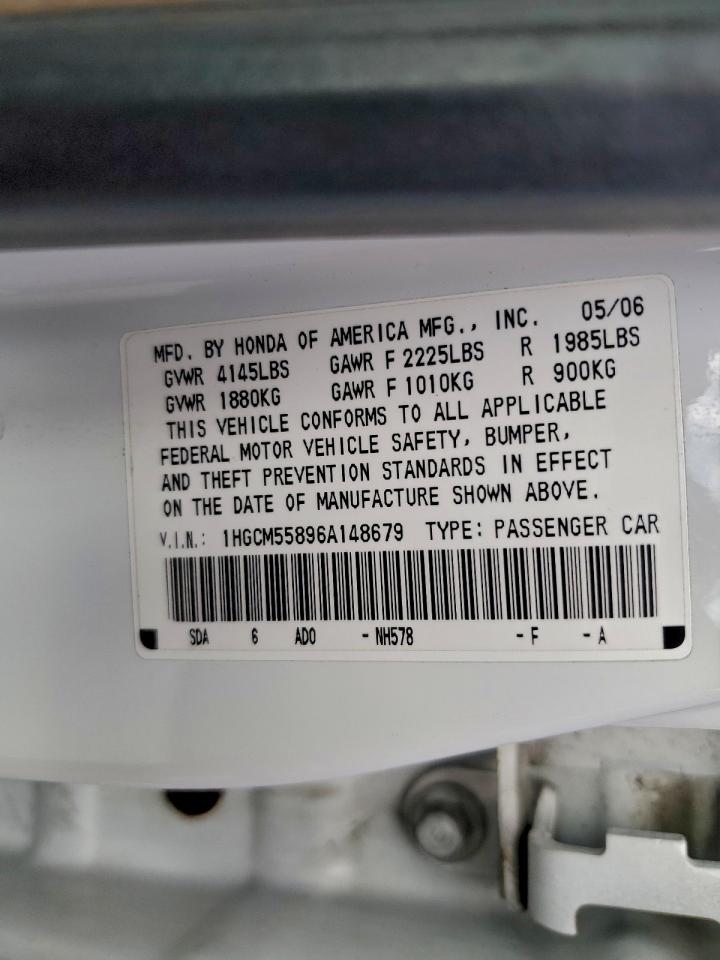 MFD. BY HONDA OF AMERICA MFG., INC. 05/06
GVWR 4145LBS GAWR F 2225LBS R 1985LBS
GVWR 1880KG GAWR F 1010KG R 900KG
THIS VEHICLE CONFORMS TO ALL APPLICABLE
FEDERAL MOTOR VEHICLE SAFETY, BUMPER,
AND THEFT PREVENTION STANDARDS IN EFFECT
ON THE DATE OF MANUFACTURE SHOWN ABOVE.
V.I.N.: 1HGCM55896A148679 TYPE: PASSENGER CAR
SDA 6 AD0 - NH578 - F - A